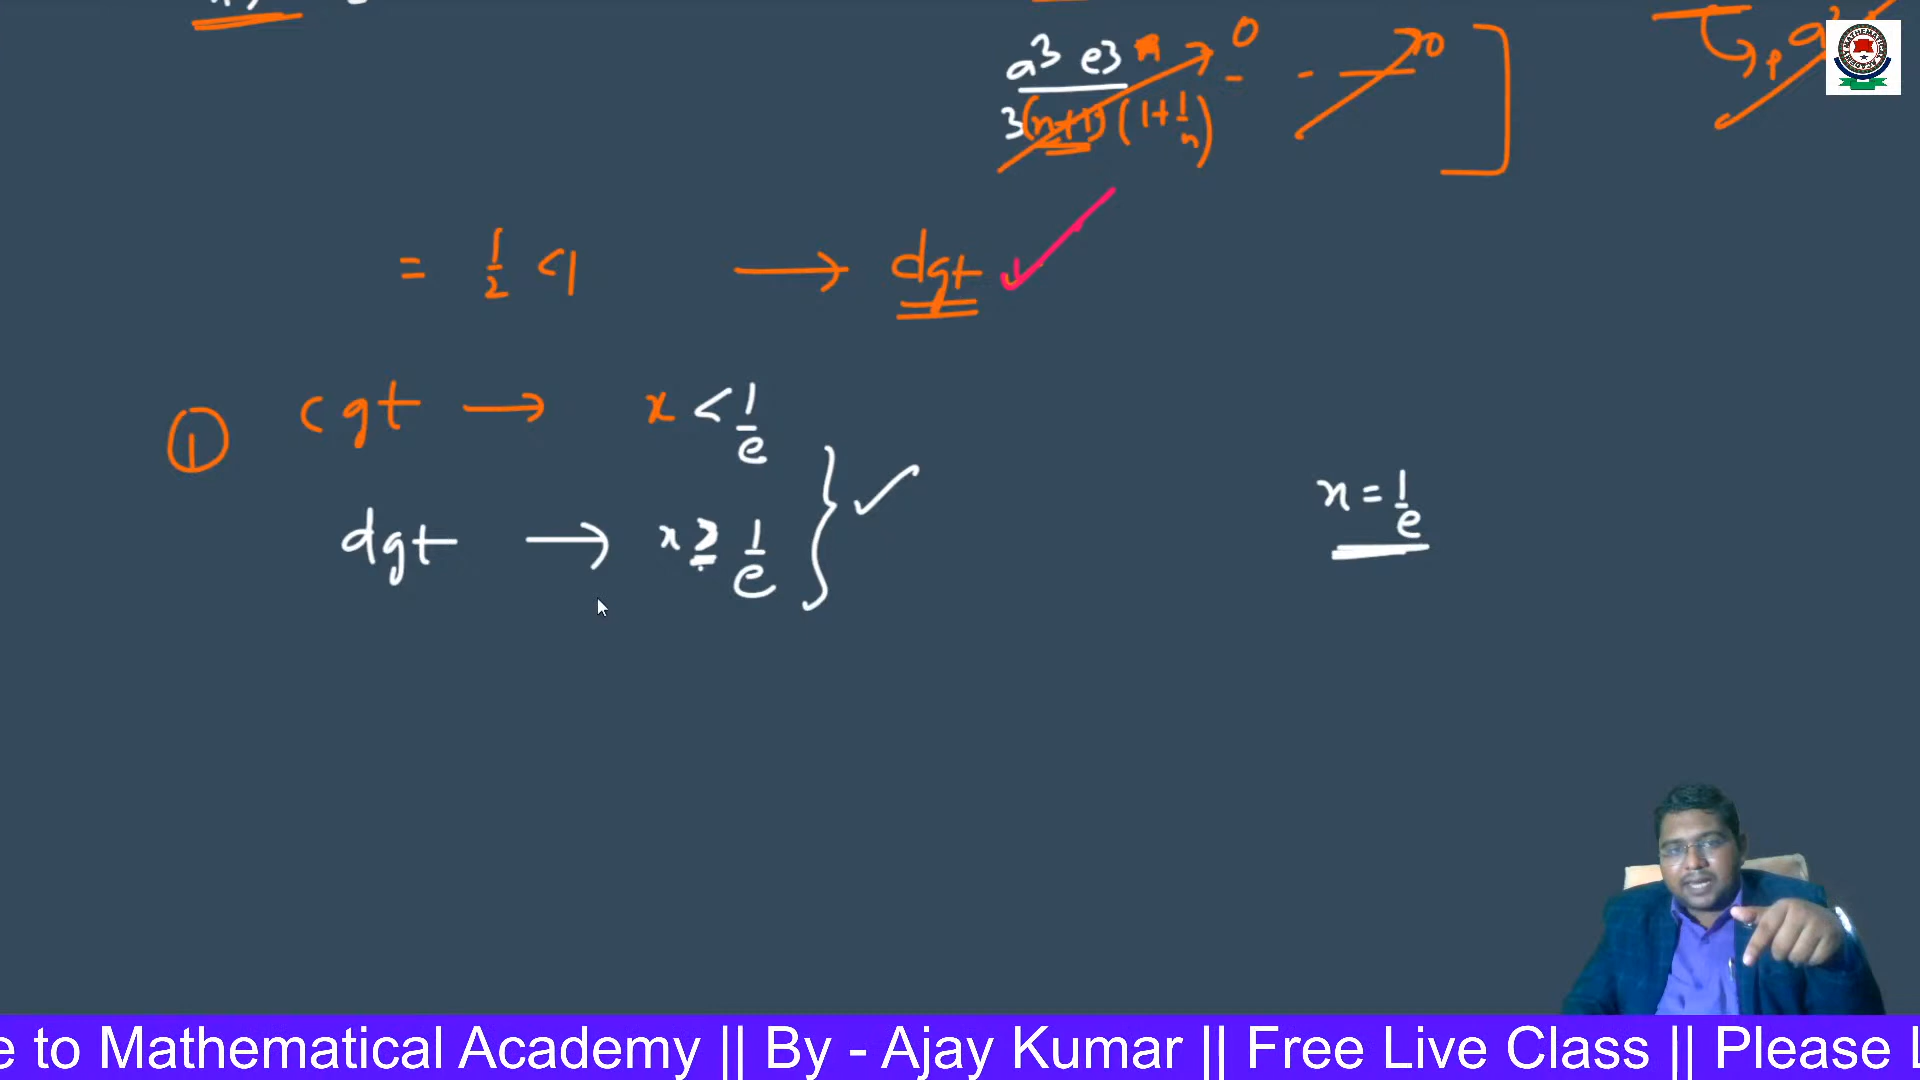 a3 e3 n → 0
3(n+1) (1+1/n) - - - 0 ]
= 1/2 <1 → dgt ✓
① cgt → x < 1/e
x = 1/e
dgt → x ≥ 1/e } ✓
e to Mathematical Academy || By - Ajay Kumar || Free Live Class || Please L